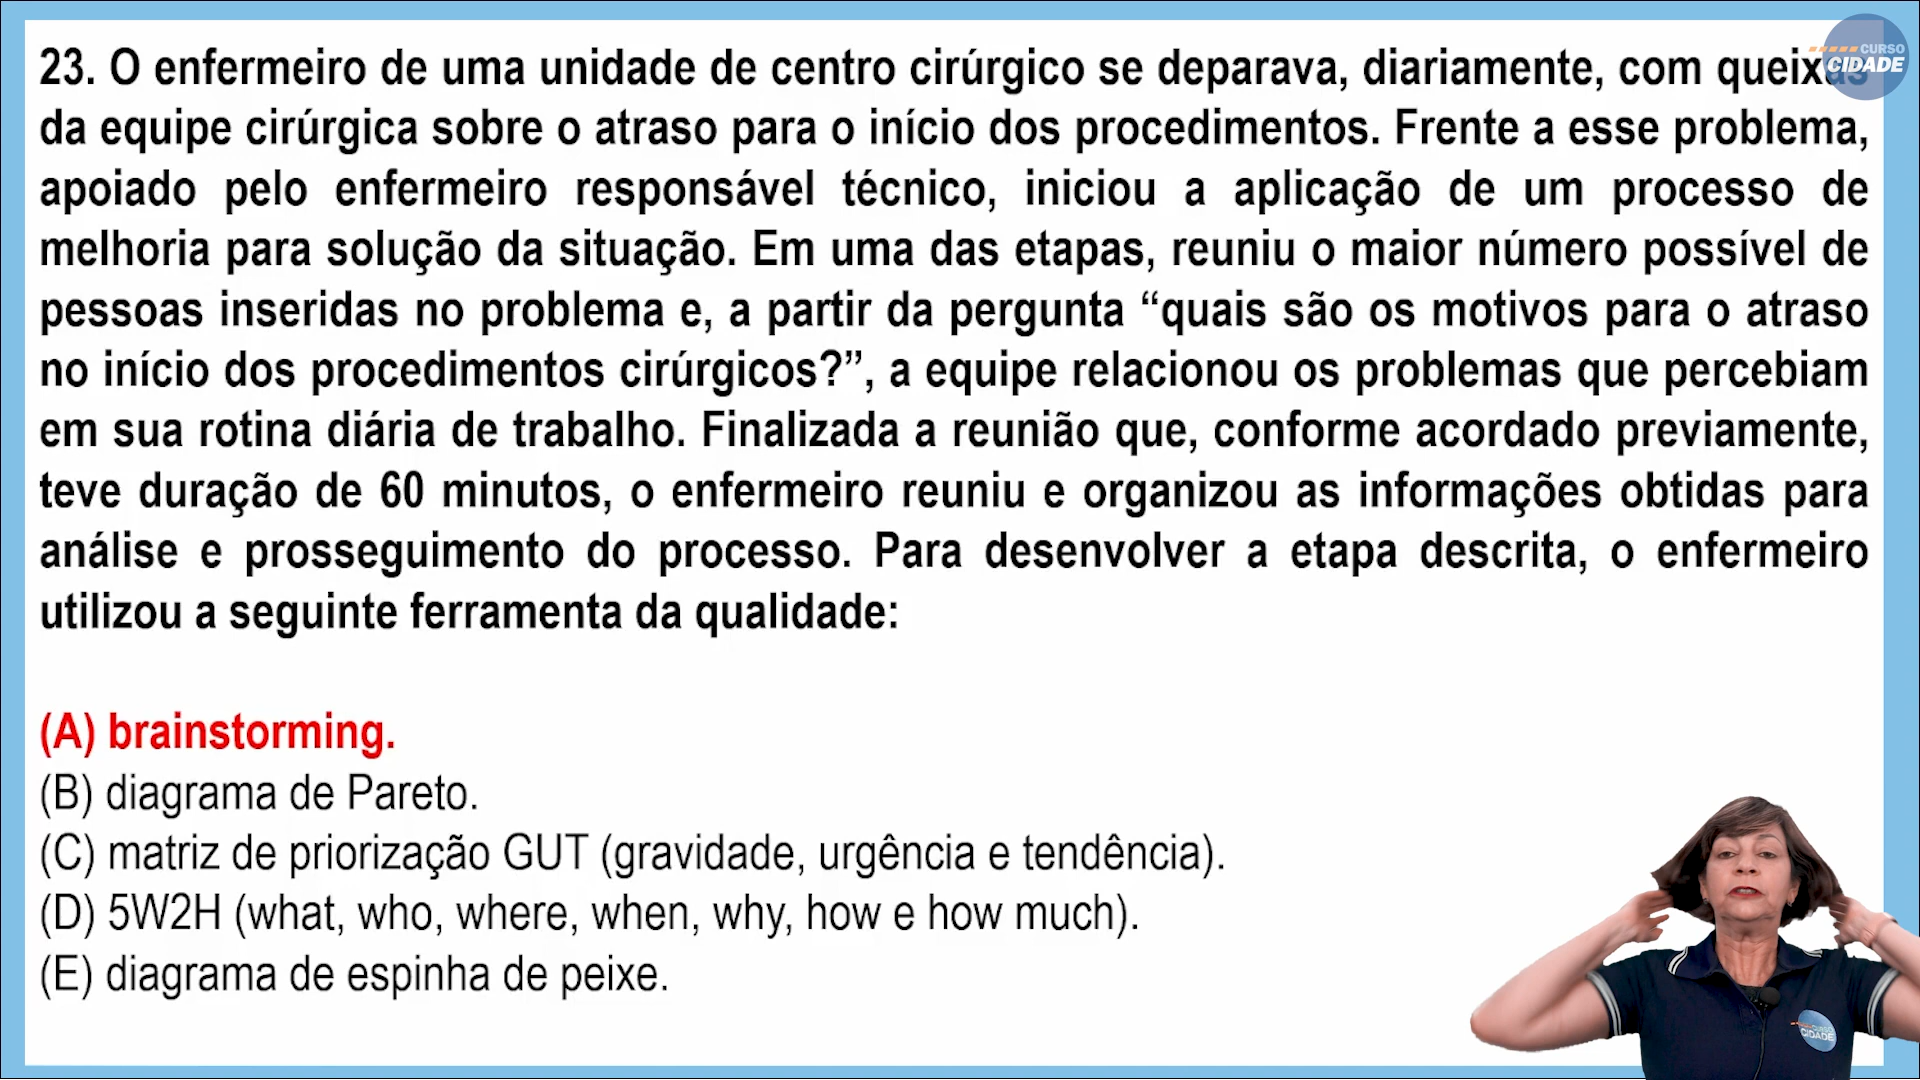 23. O enfermeiro de uma unidade de centro cirúrgico se deparava, diariamente, com queixas
da equipe cirúrgica sobre o atraso para o início dos procedimentos. Frente a esse problema,
apoiado pelo enfermeiro responsável técnico, iniciou a aplicação de um processo de
melhoria para solução da situação. Em uma das etapas, reuniu o maior número possível de
pessoas inseridas no problema e, a partir da pergunta “quais são os motivos para o atraso
no início dos procedimentos cirúrgicos?”, a equipe relacionou os problemas que percebiam
em sua rotina diária de trabalho. Finalizada a reunião que, conforme acordado previamente,
teve duração de 60 minutos, o enfermeiro reuniu e organizou as informações obtidas para
análise e prosseguimento do processo. Para desenvolver a etapa descrita, o enfermeiro
utilizou a seguinte ferramenta da qualidade:
(A) brainstorming.
(B) diagrama de Pareto.
(C) matriz de priorização GUT (gravidade, urgência e tendência).
(D) 5W2H (what, who, where, when, why, how e how much).
(E) diagrama de espinha de peixe.
CURSO
CIDADE
CURSO
CIDADE